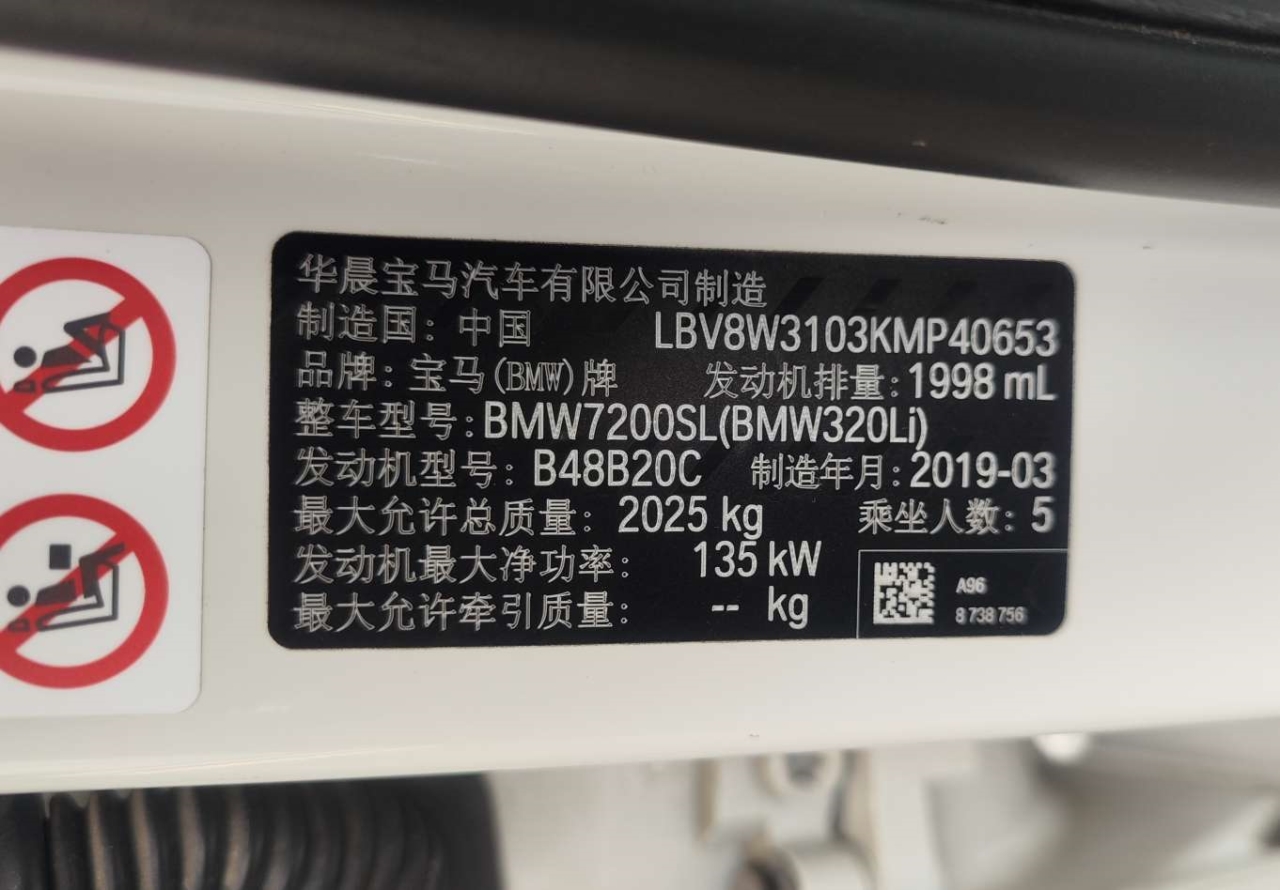 华晨宝马汽车有限公司制造
制造国：中国 LBV8W3103KMP40653
品牌：宝马(BMW)牌 发动机排量：1998 mL
整车型号：BMW7200SL(BMW320Li)
发动机型号：B48B20C 制造年月：2019-03
最大允许总质量：2025 kg 乘坐人数：5
发动机最大净功率：135 kW
最大允许牵引质量：-- kg
A96
8 738 756